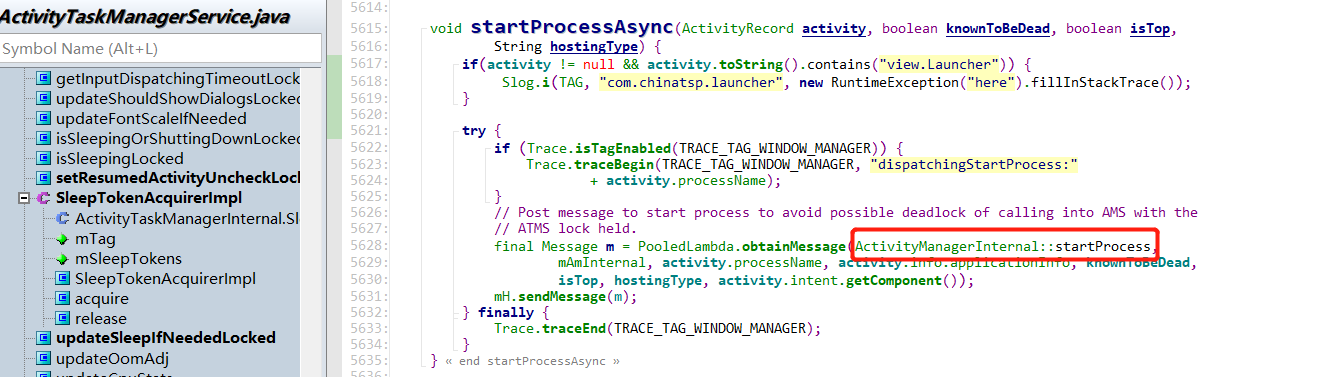 ActivityTaskManagerService.java
Symbol Name (Alt+L)
getInputDispatchingTimeoutLock
updateShouldShowDialogsLocked
updateFontScaleIfNeeded
isSleepingOrShuttingDownLocked
isSleepingLocked
setResumedActivityUncheckLock
SleepTokenAcquirerImpl
ActivityTaskManagerInternal.Sl
mTag
mSleepTokens
SleepTokenAcquirerImpl
acquire
release
updateSleepIfNeededLocked
updateOomAdj
updateCpuStats
5614:
5615: void startProcessAsync(ActivityRecord activity, boolean knownToBeDead, boolean isTop,
5616: String hostingType) {
5617: if(activity != null && activity.toString().contains("view.Launcher")) {
5618: Slog.i(TAG, "com.chinatsp.launcher", new RuntimeException("here").fillInStackTrace());
5619: }
5620:
5621: try {
5622: if (Trace.isTagEnabled(TRACE_TAG_WINDOW_MANAGER)) {
5623: Trace.traceBegin(TRACE_TAG_WINDOW_MANAGER, "dispatchingStartProcess:"
5624: + activity.processName);
5625: }
5626: // Post message to start process to avoid possible deadlock of calling into AMS with the
5627: // ATMS lock held.
5628: final Message m = PooledLambda.obtainMessage(ActivityManagerInternal::startProcess,
5629: mAmInternal, activity.processName, activity.info.applicationInfo, knownToBeDead,
5630: isTop, hostingType, activity.intent.getComponent());
5631: mH.sendMessage(m);
5632: } finally {
5633: Trace.traceEnd(TRACE_TAG_WINDOW_MANAGER);
5634: }
5635: } « end startProcessAsync »
5636: